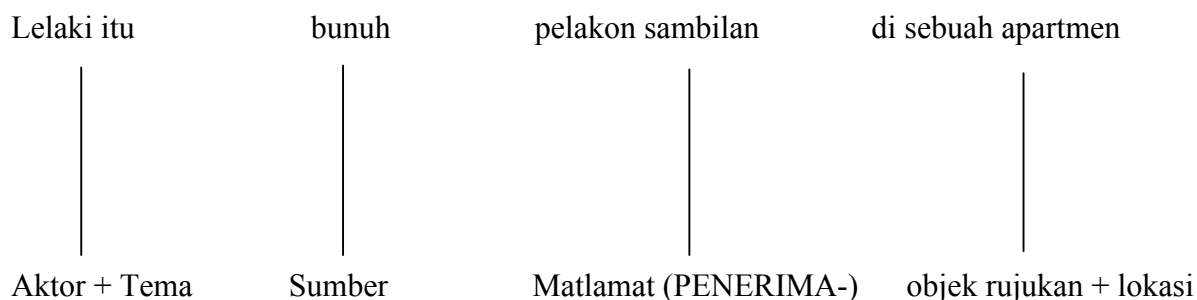 Lelaki itu bunuh pelakon sambilan di sebuah apartmen
Aktor + Tema Sumber Matlamat (PENERIMA-) objek rujukan + lokasi